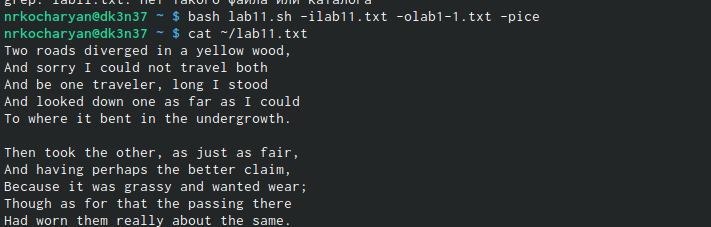 grep: lab11.txt: Нет такого файла или каталога
nrkocharyan@dk3n37 ~ $ bash lab11.sh -ilab11.txt -olab1-1.txt -pice
nrkocharyan@dk3n37 ~ $ cat ~/lab11.txt
Two roads diverged in a yellow wood,
And sorry I could not travel both
And be one traveler, long I stood
And looked down one as far as I could
To where it bent in the undergrowth.

Then took the other, as just as fair,
And having perhaps the better claim,
Because it was grassy and wanted wear;
Though as for that the passing there
Had worn them really about the same.